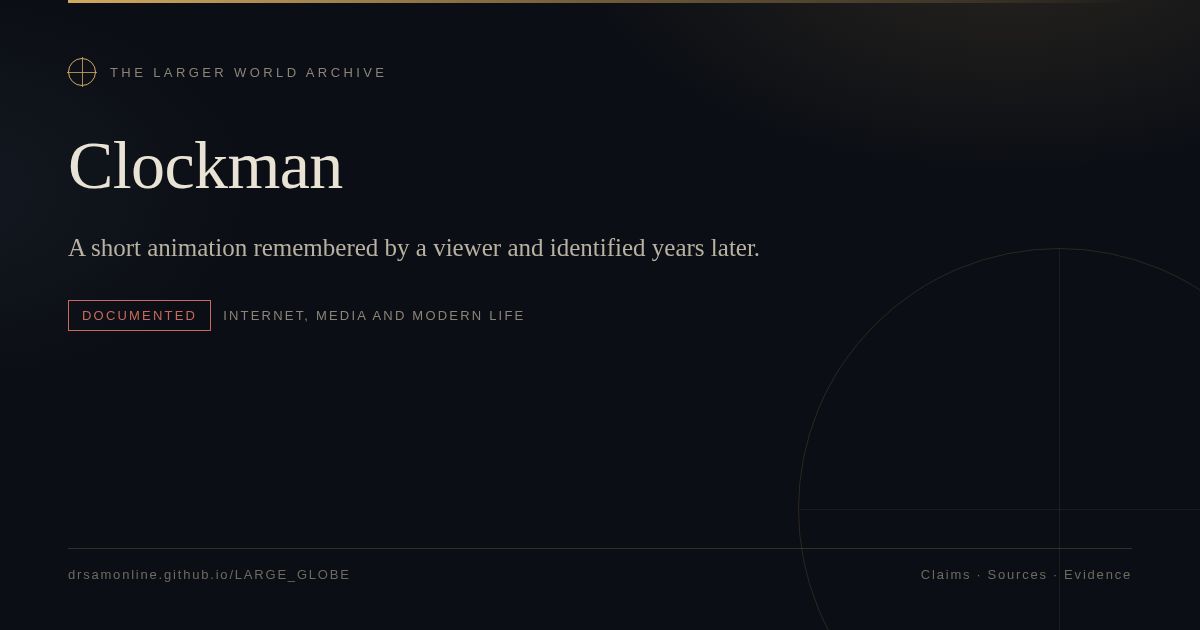 THE LARGER WORLD ARCHIVE
Clockman
A short animation remembered by a viewer and identified years later.
DOCUMENTED
INTERNET, MEDIA AND MODERN LIFE
drsamonline.github.io/LARGE_GLOBE
Claims · Sources · Evidence